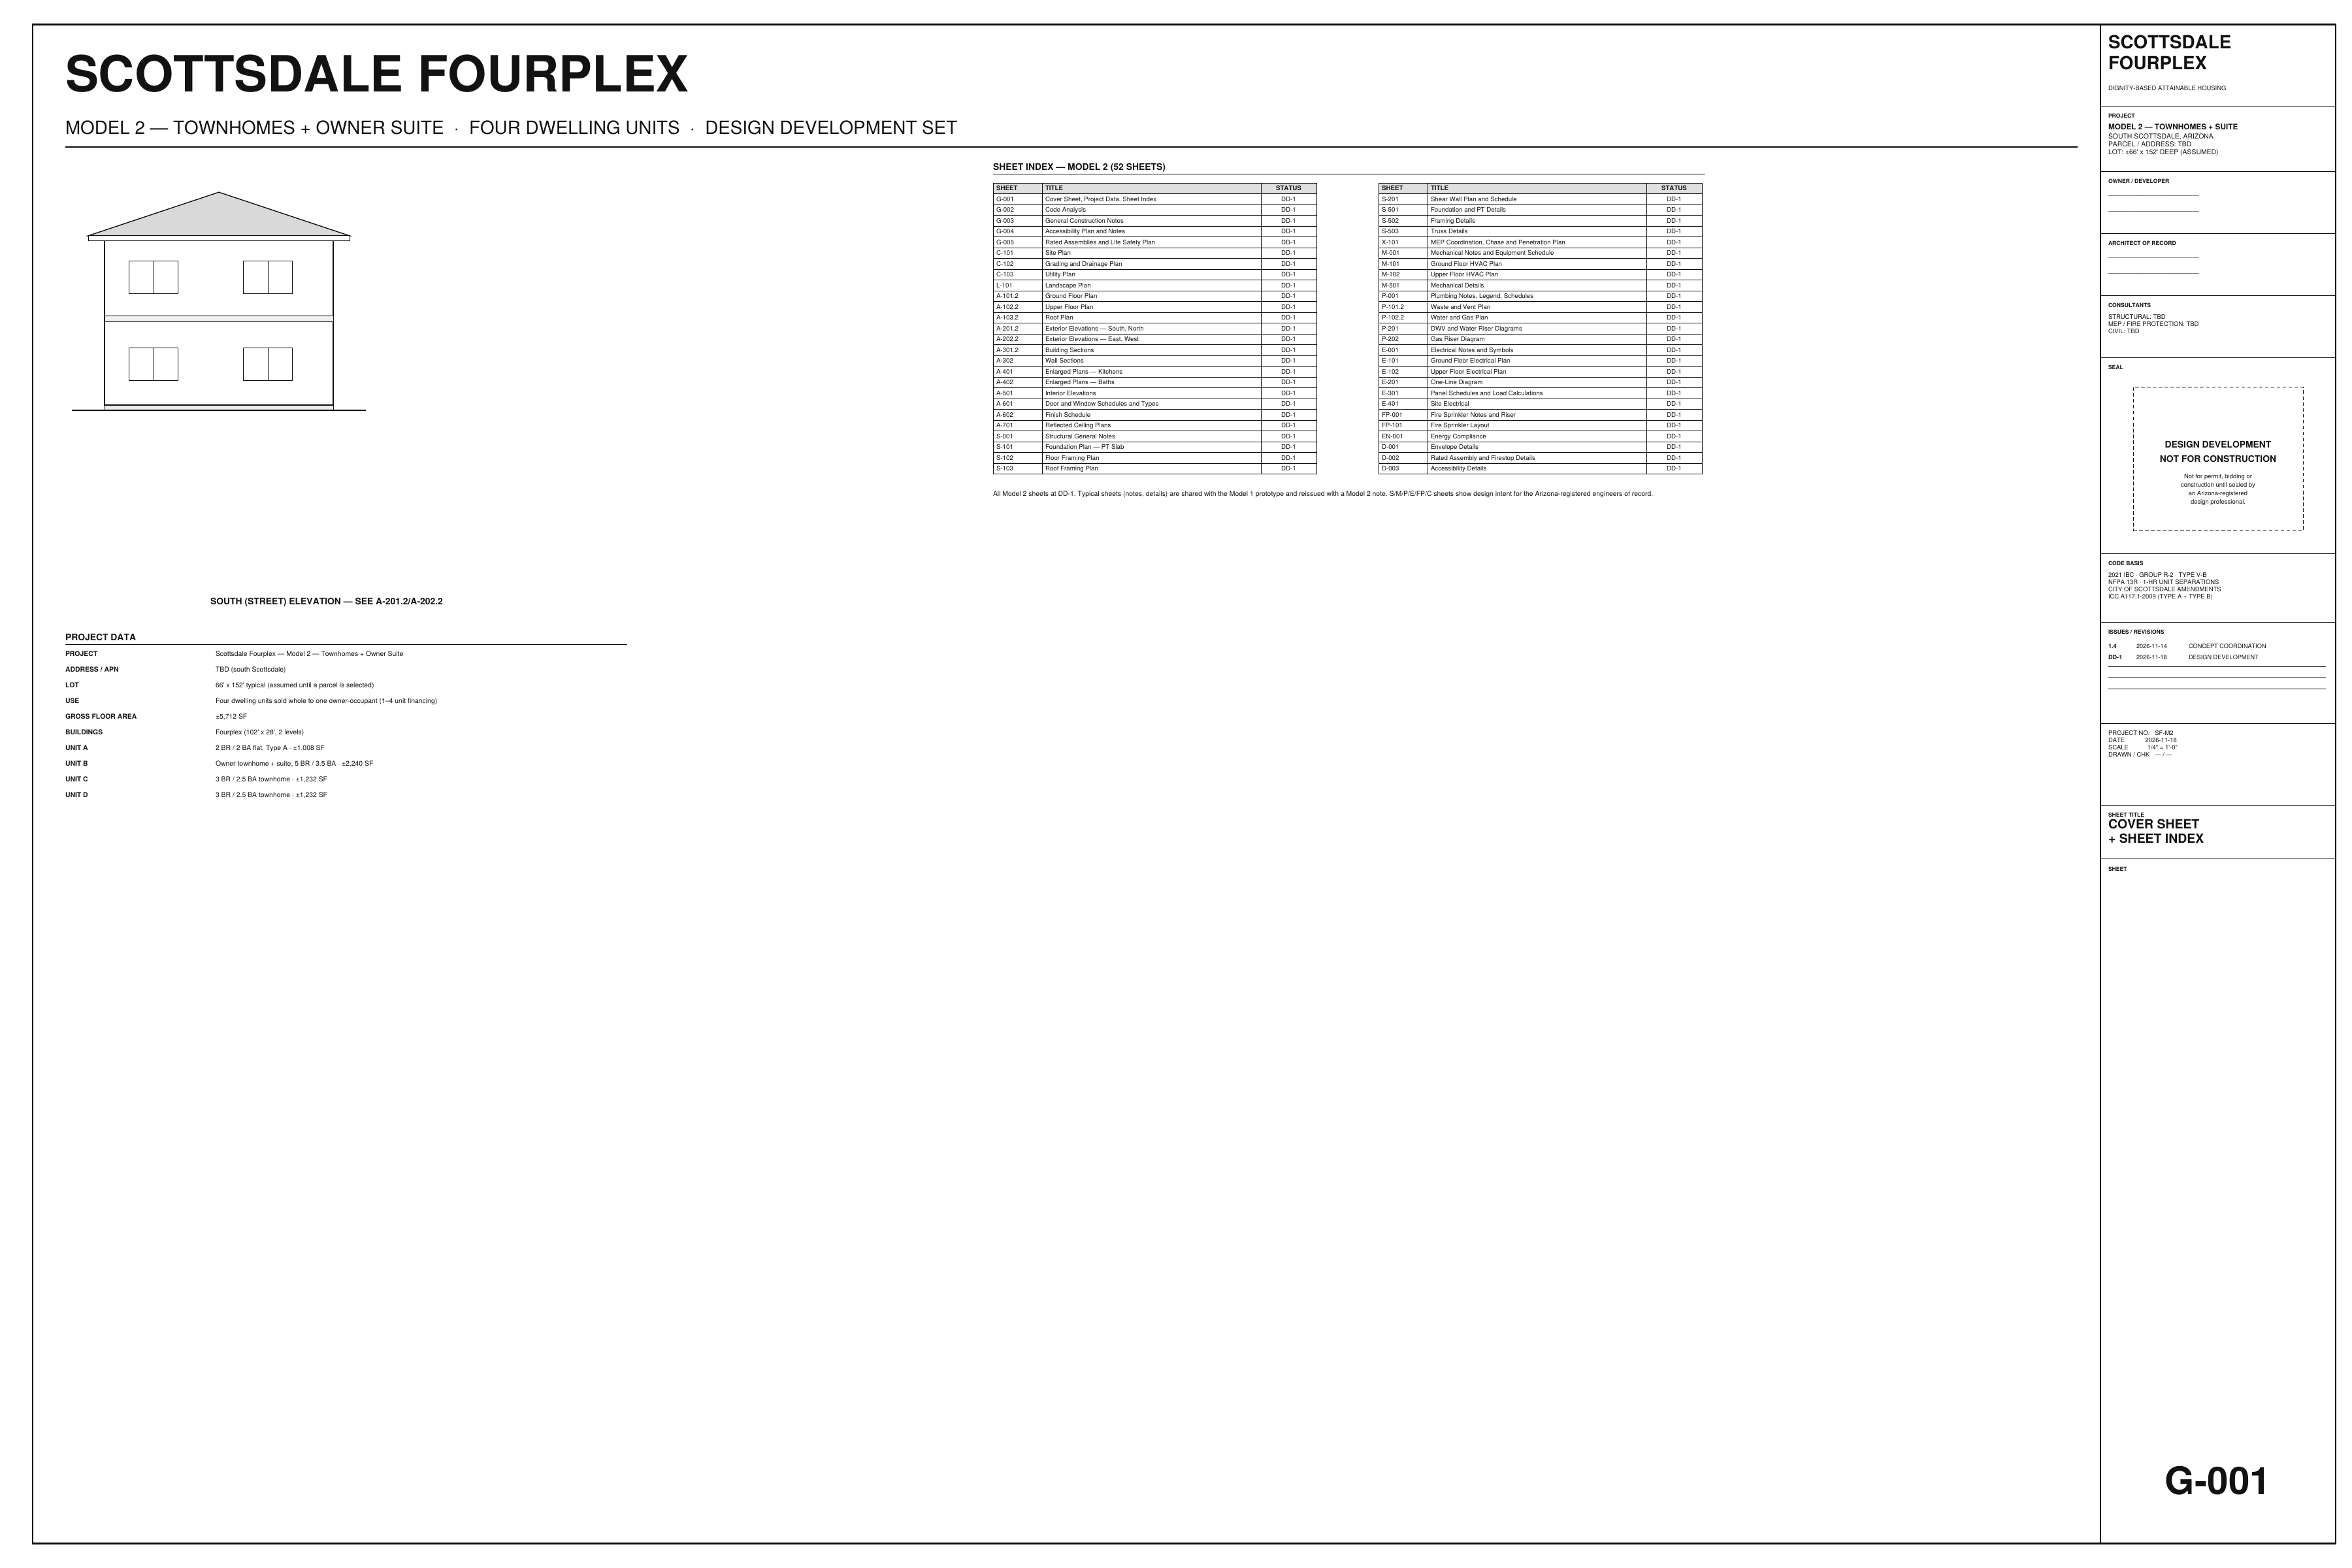 SCOTTSDALE FOURPLEX
MODEL 2 — TOWNHOMES + OWNER SUITE · FOUR DWELLING UNITS · DESIGN DEVELOPMENT SET
SOUTH (STREET) ELEVATION — SEE A-201.2/A-202.2
PROJECT DATA
PROJECT Scottsdale Fourplex — Model 2 — Townhomes + Owner Suite
ADDRESS / APN TBD (south Scottsdale)
LOT 66' x 152' typical (assumed until a parcel is selected)
USE Four dwelling units sold whole to one owner-occupant (1–4 unit financing)
GROSS FLOOR AREA ±5,712 SF
BUILDINGS Fourplex (102' x 28', 2 levels)
UNIT A 2 BR / 2 BA flat, Type A · ±1,008 SF
UNIT B Owner townhome + suite, 5 BR / 3.5 BA · ±2,240 SF
UNIT C 3 BR / 2.5 BA townhome · ±1,232 SF
UNIT D 3 BR / 2.5 BA townhome · ±1,232 SF
SHEET INDEX — MODEL 2 (52 SHEETS)
SHEET TITLE STATUS
G-001 Cover Sheet, Project Data, Sheet Index DD-1
G-002 Code Analysis DD-1
G-003 General Construction Notes DD-1
G-004 Accessibility Plan and Notes DD-1
G-005 Rated Assemblies and Life Safety Plan DD-1
C-101 Site Plan DD-1
C-102 Grading and Drainage Plan DD-1
C-103 Utility Plan DD-1
L-101 Landscape Plan DD-1
A-101.2 Ground Floor Plan DD-1
A-102.2 Upper Floor Plan DD-1
A-103.2 Roof Plan DD-1
A-201.2 Exterior Elevations — South, North DD-1
A-202.2 Exterior Elevations — East, West DD-1
A-301.2 Building Sections DD-1
A-302 Wall Sections DD-1
A-401 Enlarged Plans — Kitchens DD-1
A-402 Enlarged Plans — Baths DD-1
A-501 Interior Elevations DD-1
A-601 Door and Window Schedules and Types DD-1
A-602 Finish Schedule DD-1
A-701 Reflected Ceiling Plans DD-1
S-001 Structural General Notes DD-1
S-101 Foundation Plan — PT Slab DD-1
S-102 Floor Framing Plan DD-1
S-103 Roof Framing Plan DD-1
SHEET TITLE STATUS
S-201 Shear Wall Plan and Schedule DD-1
S-501 Foundation and PT Details DD-1
S-502 Framing Details DD-1
S-503 Truss Details DD-1
X-101 MEP Coordination, Chase and Penetration Plan DD-1
M-001 Mechanical Notes and Equipment Schedule DD-1
M-101 Ground Floor HVAC Plan DD-1
M-102 Upper Floor HVAC Plan DD-1
M-501 Mechanical Details DD-1
P-001 Plumbing Notes, Legend, Schedules DD-1
P-101.2 Waste and Vent Plan DD-1
P-102.2 Water and Gas Plan DD-1
P-201 DWV and Water Riser Diagrams DD-1
P-202 Gas Riser Diagram DD-1
E-001 Electrical Notes and Symbols DD-1
E-101 Ground Floor Electrical Plan DD-1
E-102 Upper Floor Electrical Plan DD-1
E-201 One-Line Diagram DD-1
E-301 Panel Schedules and Load Calculations DD-1
E-401 Site Electrical DD-1
FP-001 Fire Sprinkler Notes and Riser DD-1
FP-101 Fire Sprinkler Layout DD-1
EN-001 Energy Compliance DD-1
D-001 Envelope Details DD-1
D-002 Rated Assembly and Firestop Details DD-1
D-003 Accessibility Details DD-1
All Model 2 sheets at DD-1. Typical sheets (notes, details) are shared with the Model 1 prototype and reissued with a Model 2 note. S/M/P/E/FP/C sheets show design intent for the Arizona-registered engineers of record.
SCOTTSDALE
FOURPLEX
DIGNITY-BASED ATTAINABLE HOUSING
PROJECT
MODEL 2 — TOWNHOMES + SUITE
SOUTH SCOTTSDALE, ARIZONA
PARCEL / ADDRESS: TBD
LOT: ±66' x 152' DEEP (ASSUMED)
OWNER / DEVELOPER
ARCHITECT OF RECORD
CONSULTANTS
STRUCTURAL: TBD
MEP / FIRE PROTECTION: TBD
CIVIL: TBD
SEAL
DESIGN DEVELOPMENT
NOT FOR CONSTRUCTION
Not for permit, bidding or
construction until sealed by
an Arizona-registered
design professional.
CODE BASIS
2021 IBC · GROUP R-2 · TYPE V-B
NFPA 13R · 1-HR UNIT SEPARATIONS
CITY OF SCOTTSDALE AMENDMENTS
ICC A117.1-2009 (TYPE A + TYPE B)
ISSUES / REVISIONS
1.4 2026-11-14 CONCEPT COORDINATION
DD-1 2026-11-18 DESIGN DEVELOPMENT
PROJECT NO. SF-M2
DATE 2026-11-18
SCALE 1/4" = 1'-0"
DRAWN / CHK — / —
SHEET TITLE
COVER SHEET
+ SHEET INDEX
SHEET
G-001